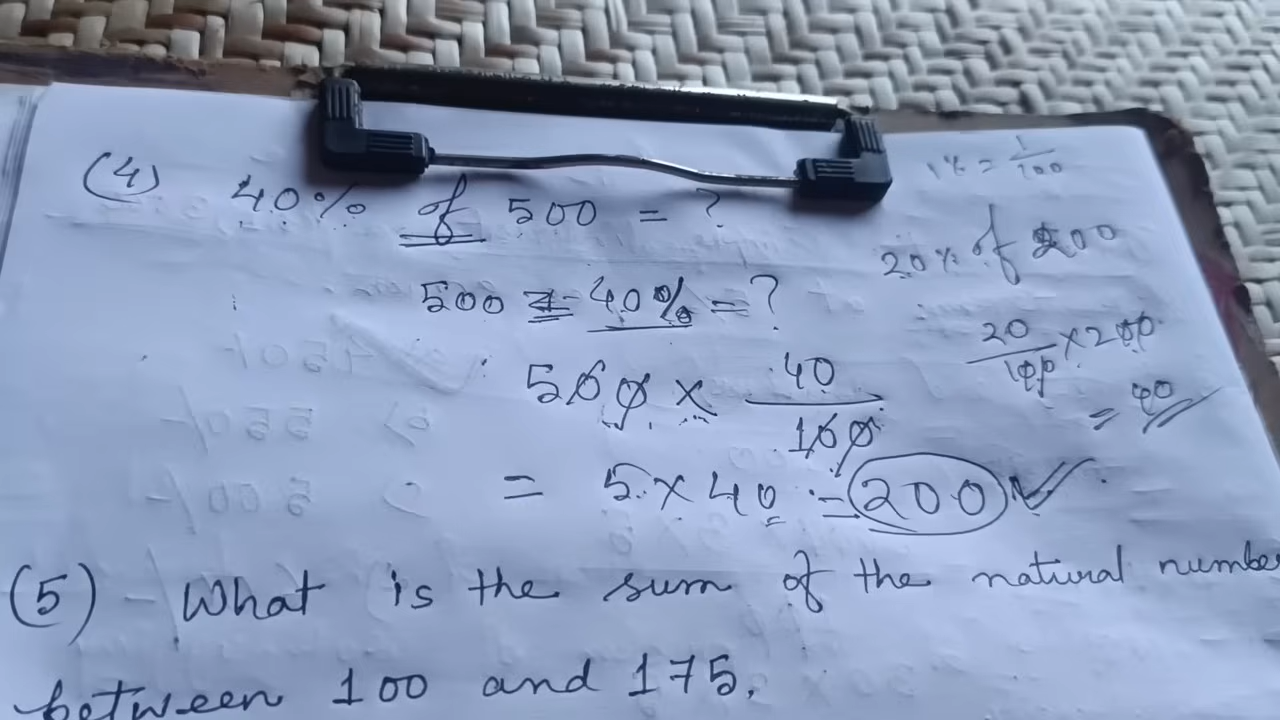 (4) 40% of 500 = ?
500 40% = ?
500 × 40/100
= 5 × 40 = 200 ✓
1% = 1/100
20% of 200
20/100 × 200
= 40
(5) - What is the sum of the natural number
between 100 and 175.